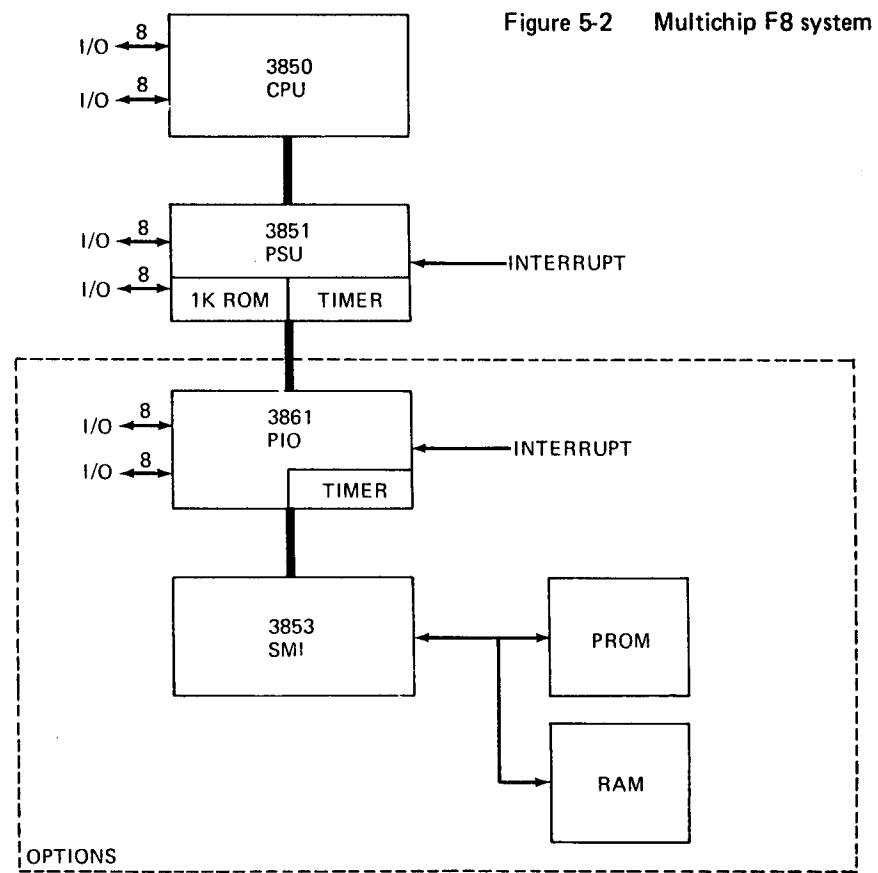 Figure 5-2 Multichip F8 system
I/O 8
I/O 8
3850
CPU
I/O 8
I/O 8
3851
PSU
1K ROM
TIMER
INTERRUPT
I/O 8
I/O 8
3861
PIO
TIMER
INTERRUPT
3853
SMI
PROM
RAM
OPTIONS